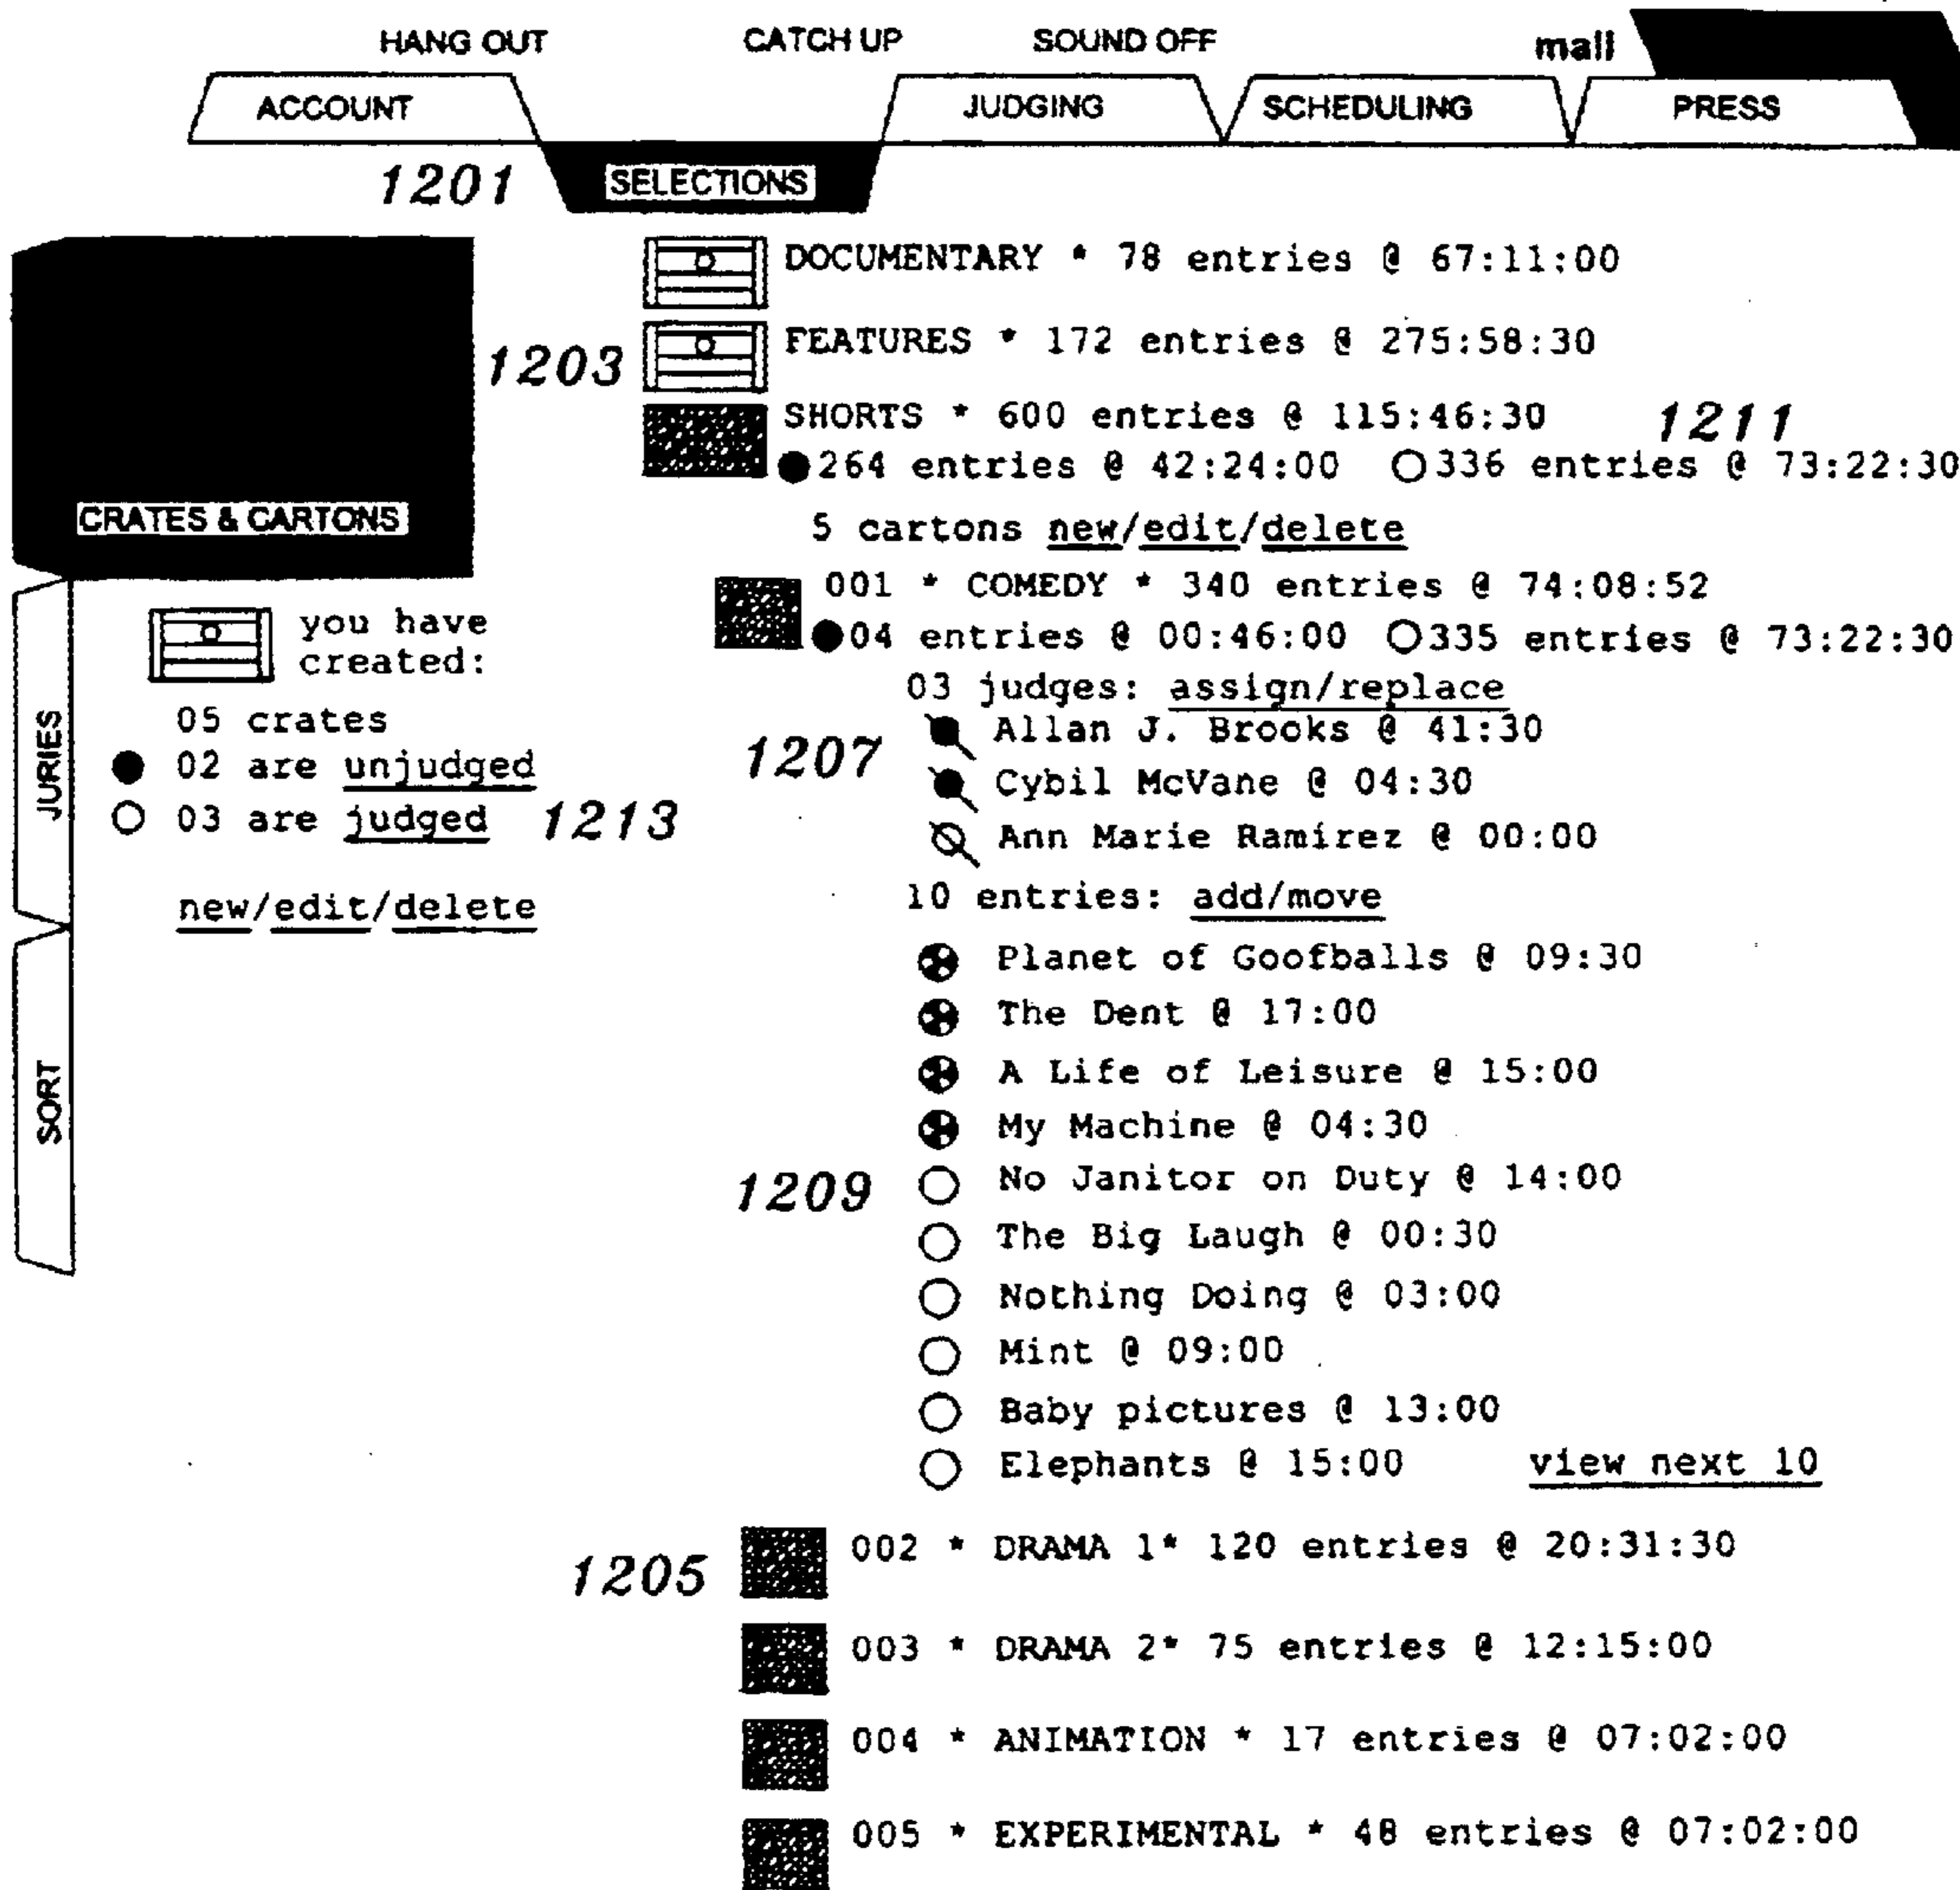 HANG OUT CATCH UP SOUND OFF mail
ACCOUNT JUDGING SCHEDULING PRESS
1201 SELECTIONS
DOCUMENTARY * 78 entries @ 67:11:00
1203 FEATURES * 172 entries @ 275:58:30
SHORTS * 600 entries @ 115:46:30 1211
264 entries @ 42:24:00 336 entries @ 73:22:30
CRATES & CARTONS
5 cartons new/edit/delete
001 * COMEDY * 340 entries @ 74:08:52
04 entries @ 00:46:00 335 entries @ 73:22:30
you have
created:
05 crates
02 are unjudged
03 are judged 1213
new/edit/delete
JURIES
SORT
03 judges: assign/replace
1207 Allan J. Brooks @ 41:30
Cybil McVane @ 04:30
Ann Marie Ramirez @ 00:00
10 entries: add/move
Planet of Goofballs @ 09:30
The Dent @ 17:00
A Life of Leisure @ 15:00
My Machine @ 04:30
1209 No Janitor on Duty @ 14:00
The Big Laugh @ 00:30
Nothing Doing @ 03:00
Mint @ 09:00
Baby pictures @ 13:00
Elephants @ 15:00 view next 10
1205 002 * DRAMA 1* 120 entries @ 20:31:30
003 * DRAMA 2* 75 entries @ 12:15:00
004 * ANIMATION * 17 entries @ 07:02:00
005 * EXPERIMENTAL * 48 entries @ 07:02:00